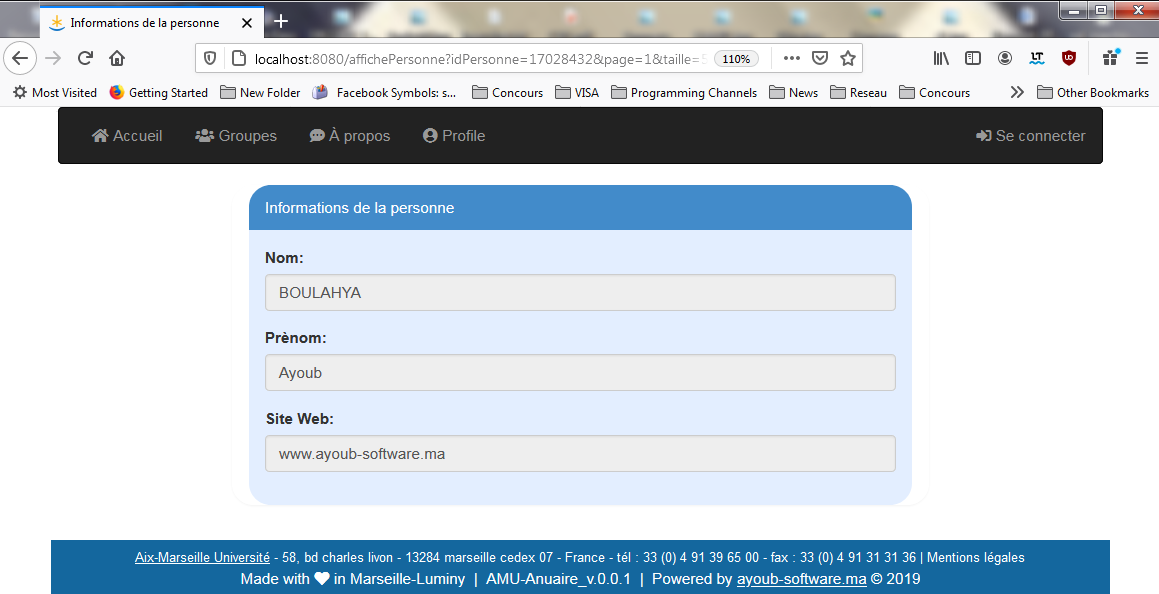 Informations de la personne
localhost:8080/affichePersonne?idPersonne=17028432&page=1&taille= 110%
Most Visited Getting Started New Folder Facebook Symbols: s... Concours VISA Programming Channels News Reseau Concours Other Bookmarks
Accueil Groupes À propos Profile Se connecter
Informations de la personne
Nom:
BOULAHYA
Prènom:
Ayoub
Site Web:
www.ayoub-software.ma
Aix-Marseille Université - 58, bd charles livon - 13284 marseille cedex 07 - France - tél : 33 (0) 4 91 39 65 00 - fax : 33 (0) 4 91 31 31 36 | Mentions légales
Made with ❤ in Marseille-Luminy | AMU-Anuaire_v.0.0.1 | Powered by ayoub-software.ma © 2019